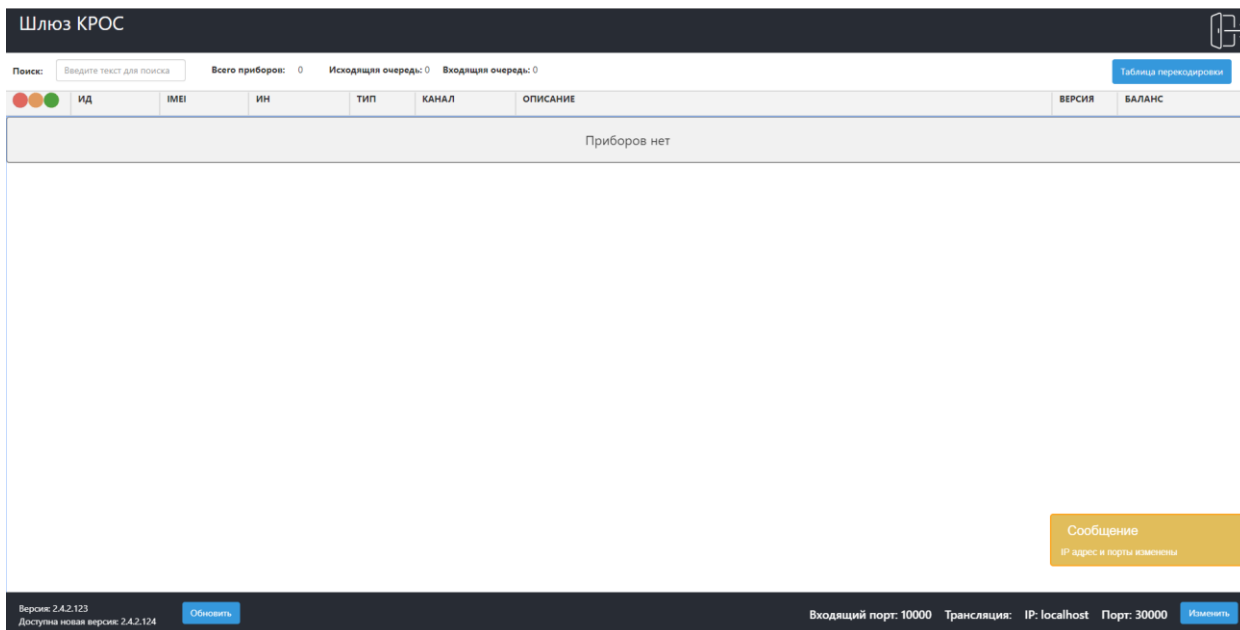 Шлюз КРОС
Поиск: Введите текст для поиска Всего приборов: 0 Исходящия очередь: 0 Входящия очередь: 0 Таблица перекодировки
ИД IMEI ИН ТИП КАНАЛ ОПИСАНИЕ ВЕРСИЯ БАЛАНС
Приборов нет
Сообщение
IP адрес и порты изменены
Версия: 2.4.2.123
Доступна новая версия: 2.4.2.124
Обновить
Входящий порт: 10000 Трансляция: IP: localhost Порт: 30000 Изменить